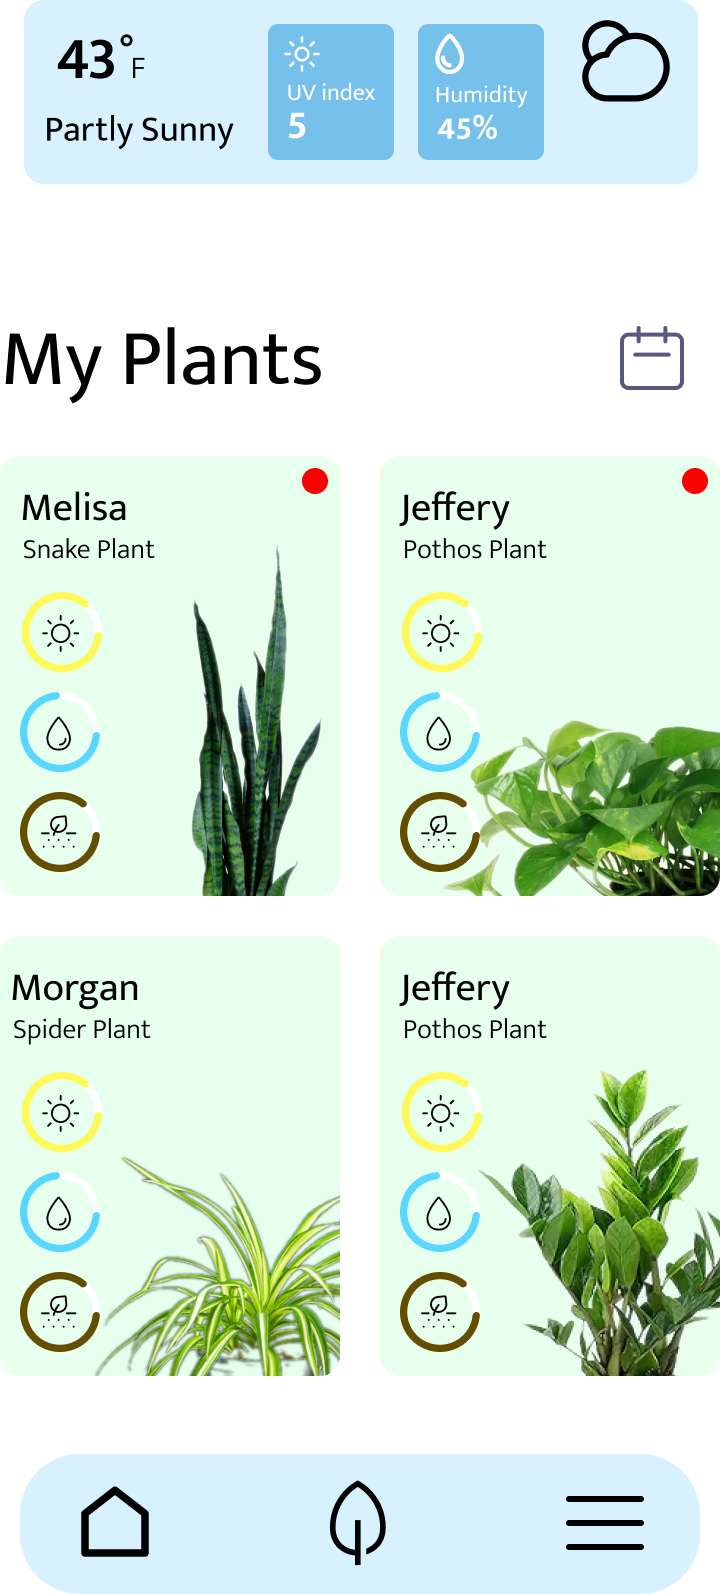 43°F
Partly Sunny
UV index
5
Humidity
45%
My Plants
Melisa
Snake Plant
Jeffery
Pothos Plant
Morgan
Spider Plant
Jeffery
Pothos Plant